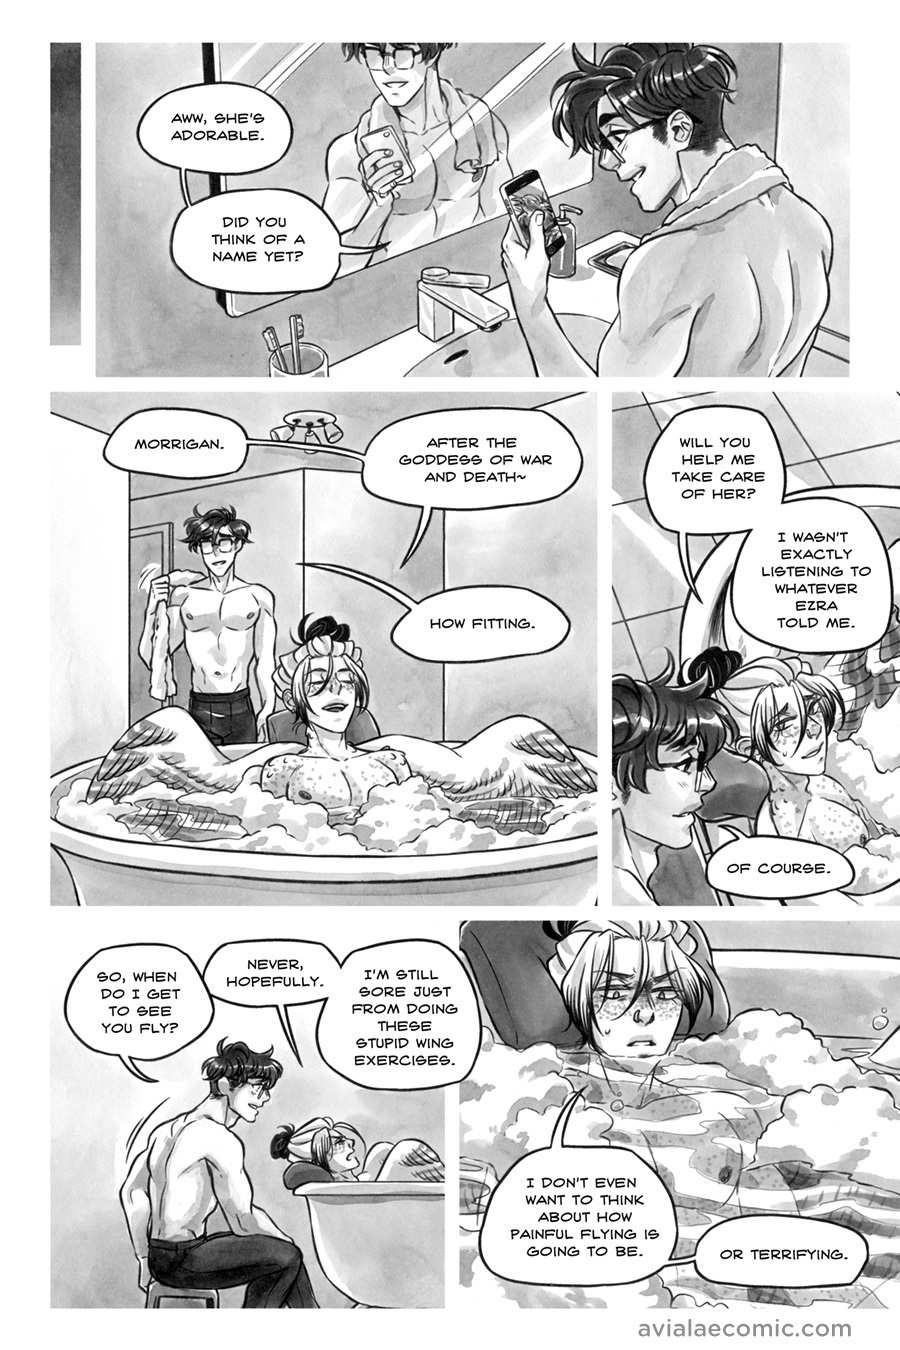 AWW, SHE'S
ADORABLE.
DID YOU
THINK OF A
NAME YET?
MORRIGAN.
AFTER THE
GODDESS OF WAR
AND DEATH~
HOW FITTING.
WILL YOU
HELP ME
TAKE CARE
OF HER?
I WASN'T
EXACTLY
LISTENING TO
WHATEVER
EZRA
TOLD ME.
OF COURSE.
SO, WHEN
DO I GET
TO SEE
YOU FLY?
NEVER,
HOPEFULLY.
I'M STILL
SORE JUST
FROM DOING
THESE
STUPID WING
EXERCISES.
I DON'T EVEN
WANT TO THINK
ABOUT HOW
PAINFUL FLYING IS
GOING TO BE.
OR TERRIFYING.
avialaecomic.com